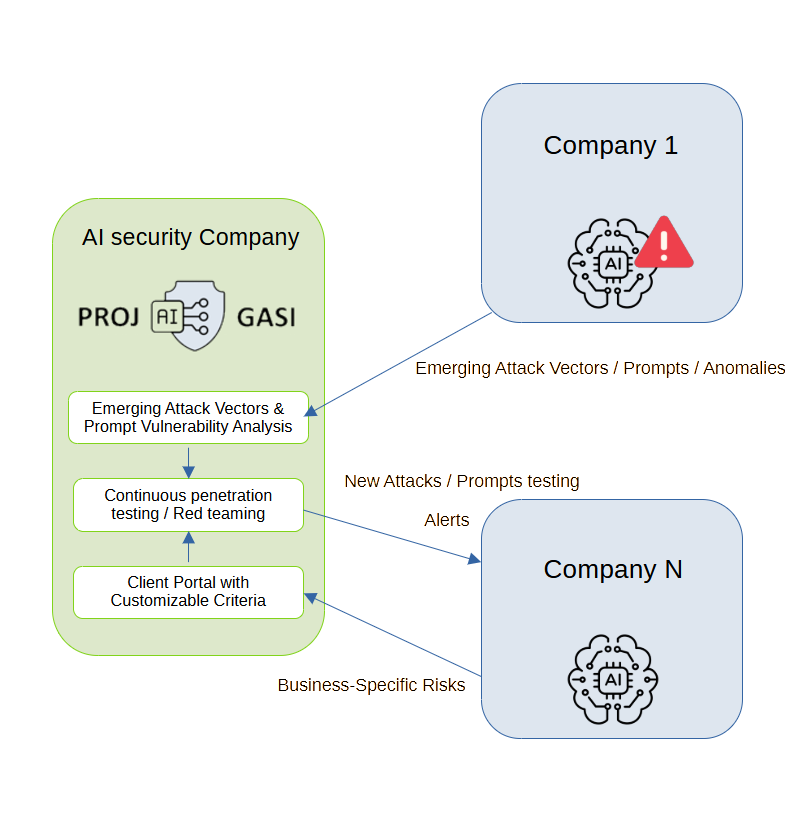 Company 1
AI
AI security Company
PROJ AI GASI
Emerging Attack Vectors / Prompts / Anomalies
Emerging Attack Vectors &
Prompt Vulnerability Analysis
Continuous penetration
testing / Red teaming
New Attacks / Prompts testing
Alerts
Client Portal with
Customizable Criteria
Business-Specific Risks
Company N
AI